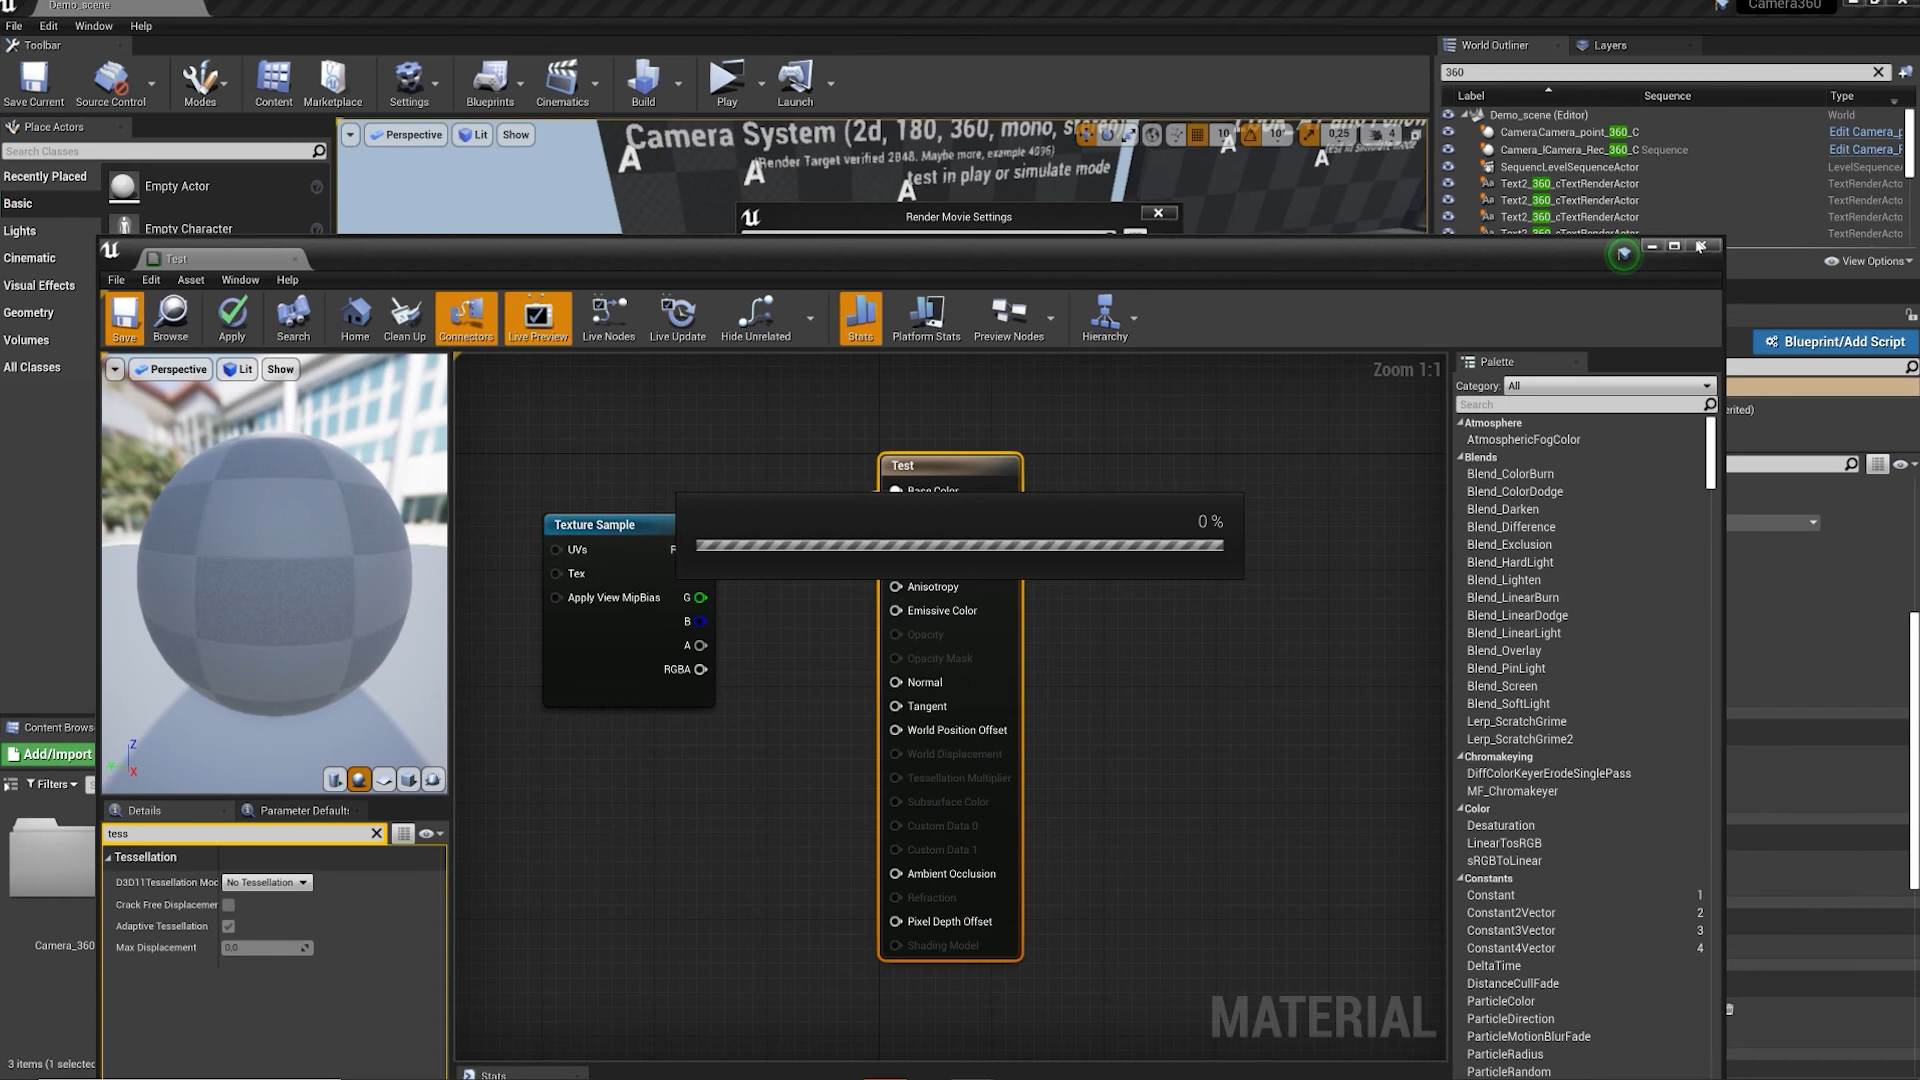 Demo_scene
Camera360
File Edit Window Help
Toolbar
World Outliner
Layers
Save Current
Source Control
Modes
Content
Marketplace
Settings
Blueprints
Cinematics
Build
Play
Launch
360
Label
Sequence
Type
Demo_scene (Editor)
World
Camera,Camera_point_360_C
Edit Camera_p
Camera_ICamera_Rec_360_C Sequence
Edit Camera_F
SequencLevelSequenceActor
LevelSequence
Text2_360_cTextRenderActor
TextRenderActo
Text2_360_cTextRenderActor
TextRenderActo
Text2_360_cTextRenderActor
TextRenderActo
Text2_360_cTextRenderActor
TextRenderActo
View Options
Place Actors
Search Classes
Recently Placed
Basic
Lights
Cinematic
Visual Effects
Geometry
Volumes
All Classes
Empty Actor
Empty Character
Perspective
Lit
Show
10
10°
0,25
4
Camera System (2d, 180, 360, mono, stereo)
Render Target verified 2048. Maybe more, example 4096)
test in play or simulate mode
Render Movie Settings
Test
File Edit Asset Window Help
Save
Browse
Apply
Search
Home
Clean Up
Connectors
Live Preview
Live Nodes
Live Update
Hide Unrelated
Stats
Platform Stats
Preview Nodes
Hierarchy
Blueprint/Add Script
erited)
Perspective
Lit
Show
Zoom 1:1
Test
Base Color
0 %
Anisotropy
Emissive Color
Opacity
Opacity Mask
Normal
Tangent
World Position Offset
World Displacement
Tessellation Multiplier
Subsurface Color
Custom Data 0
Custom Data 1
Ambient Occlusion
Refraction
Pixel Depth Offset
Shading Model
Texture Sample
UVs
Tex
Apply View MipBias
G
B
A
RGBA
MATERIAL
Stats
Palette
Category: All
Search
Atmosphere
AtmosphericFogColor
Blends
Blend_ColorBurn
Blend_ColorDodge
Blend_Darken
Blend_Difference
Blend_Exclusion
Blend_HardLight
Blend_Lighten
Blend_LinearBurn
Blend_LinearDodge
Blend_LinearLight
Blend_Overlay
Blend_PinLight
Blend_Screen
Blend_SoftLight
Lerp_ScratchGrime
Lerp_ScratchGrime2
Chromakeying
DiffColorKeyerErodeSinglePass
MF_Chromakeyer
Color
Desaturation
LinearTosRGB
sRGBToLinear
Constants
Constant 1
Constant2Vector 2
Constant3Vector 3
Constant4Vector 4
DeltaTime
DistanceCullFade
ParticleColor
ParticleDirection
ParticleMotionBlurFade
ParticleRadius
ParticleRandom
Z
X
Content Brows
Add/Import
Filters
Camera_360
3 items (1 selected
Details
Parameter Default
tess
Tessellation
D3D11Tessellation Moc
No Tessellation
Crack Free Displacemer
Adaptive Tessellation
Max Displacement
0,0